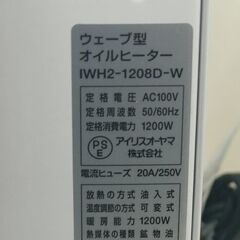 ウェーブ型
オイルヒーター
IWH2-1208D-W
定格電圧 AC100V
定格周波数 50/60Hz
定格消費電力 1200W
PSE アイリスオーヤマ
株式会社
電流ヒューズ 20A/250V
放熱の方式 油入式
温度調節の方式 可変式
暖房能力 1200W
熱媒体の種類 鉱物油